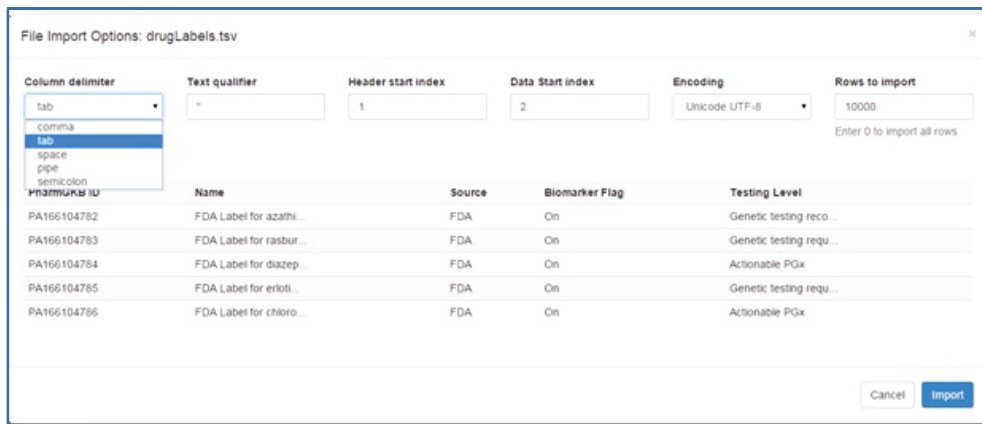 File Import Options: drugLabels.tsv ×
Column delimiter Text qualifier Header start index Data Start index Encoding Rows to import
tab " 1 2 Unicode UTF-8 10000
Enter 0 to import all rows
comma
tab
space
pipe
semicolon
PharmGKB ID Name Source Biomarker Flag Testing Level
PA166104782 FDA Label for azathi... FDA On Genetic testing reco...
PA166104783 FDA Label for rasbur... FDA On Genetic testing requ...
PA166104784 FDA Label for diazep... FDA On Actionable PGx
PA166104785 FDA Label for erloti... FDA On Genetic testing requ...
PA166104786 FDA Label for chloro... FDA On Actionable PGx
Cancel Import